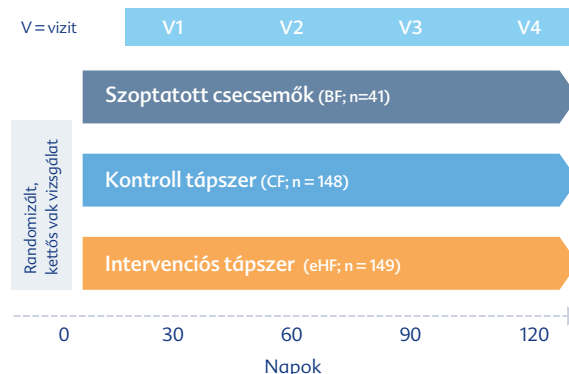 V = vizit
V1 V2 V3 V4
Szoptatott csecsemők (BF; n=41)
Randomizált,
kettős vak vizsgálat
Kontroll tápszer (CF; n = 148)
Intervenciós tápszer (eHF; n = 149)
0 30 60 90 120
Napok